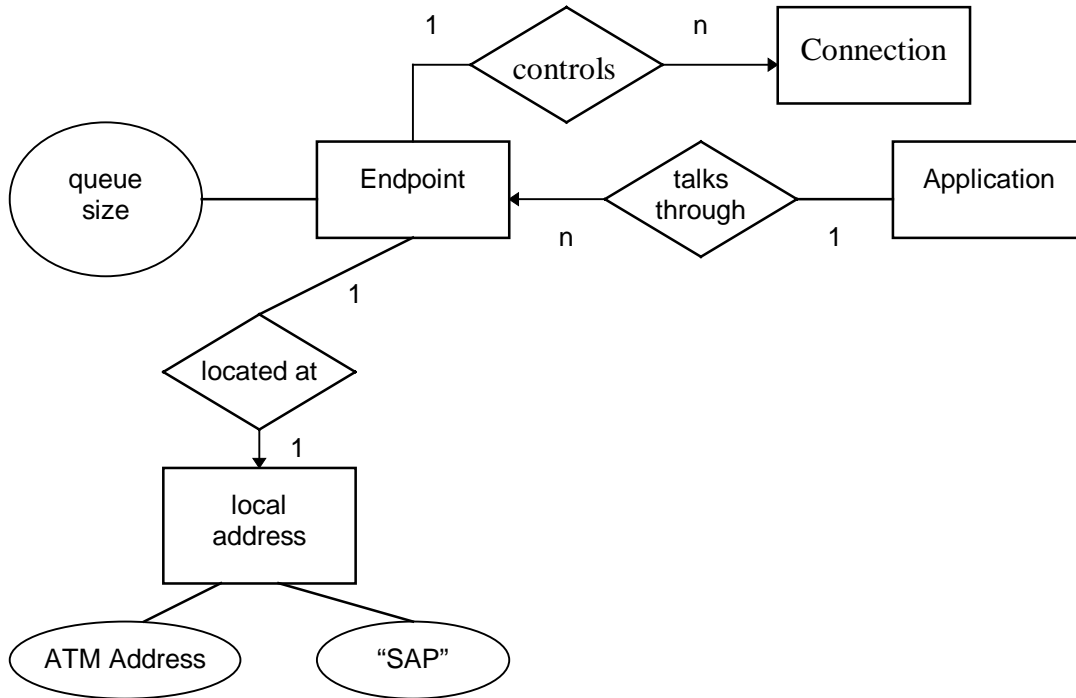 1
n
controls
Connection
queue
size
Endpoint
talks
through
Application
n
1
1
located at
1
local
address
ATM Address
“SAP”